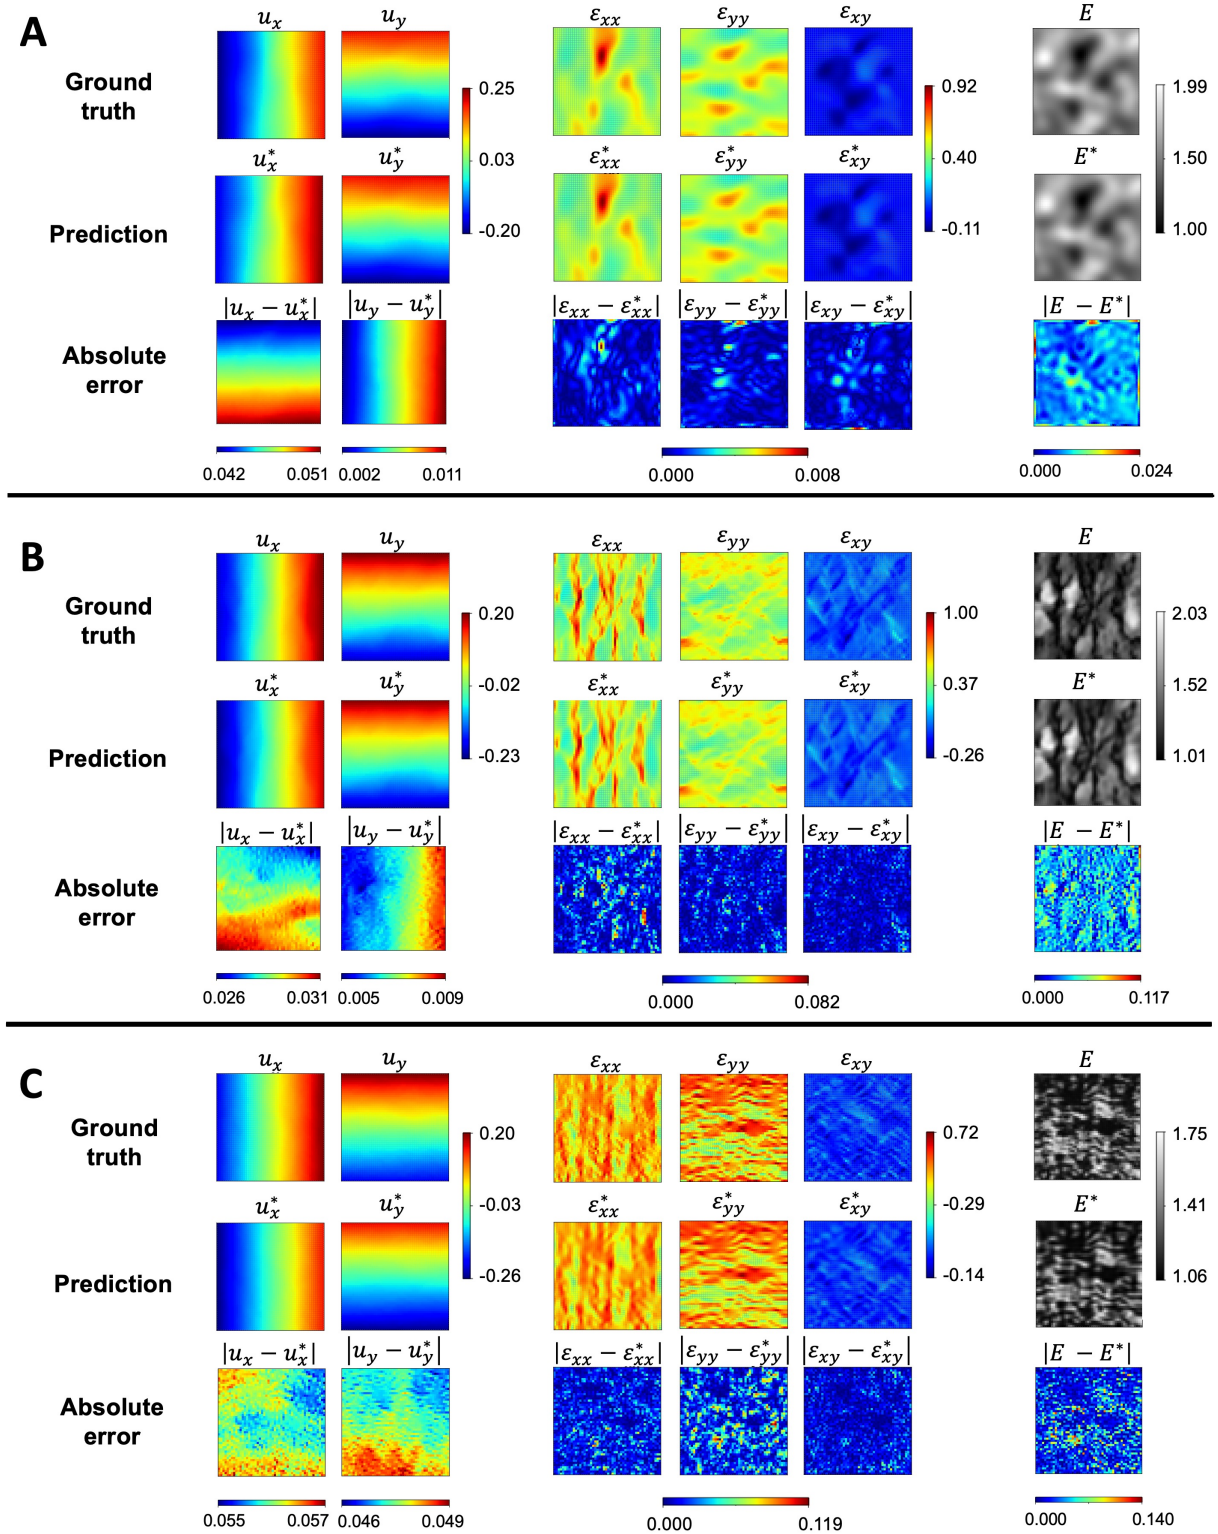 A
u_x u_y ε_xx ε_yy ε_xy E
Ground truth
0.25
0.03
-0.20
0.92
0.40
-0.11
1.99
1.50
1.00
u_x^* u_y^* ε_xx^* ε_yy^* ε_xy^* E^*
Prediction
|u_x − u_x^*| |u_y − u_y^*| |ε_xx − ε_xx^*| |ε_yy − ε_yy^*| |ε_xy − ε_xy^*| |E − E^*|
Absolute error
0.042 0.051 0.002 0.011 0.000 0.008 0.000 0.024
B
u_x u_y ε_xx ε_yy ε_xy E
Ground truth
0.20
-0.02
-0.23
1.00
0.37
-0.26
2.03
1.52
1.01
u_x^* u_y^* ε_xx^* ε_yy^* ε_xy^* E^*
Prediction
|u_x − u_x^*| |u_y − u_y^*| |ε_xx − ε_xx^*| |ε_yy − ε_yy^*| |ε_xy − ε_xy^*| |E − E^*|
Absolute error
0.026 0.031 0.005 0.009 0.000 0.082 0.000 0.117
C
u_x u_y ε_xx ε_yy ε_xy E
Ground truth
0.20
-0.03
-0.26
0.72
-0.29
-0.14
1.75
1.41
1.06
u_x^* u_y^* ε_xx^* ε_yy^* ε_xy^* E^*
Prediction
|u_x − u_x^*| |u_y − u_y^*| |ε_xx − ε_xx^*| |ε_yy − ε_yy^*| |ε_xy − ε_xy^*| |E − E^*|
Absolute error
0.055 0.057 0.046 0.049 0.000 0.119 0.000 0.140